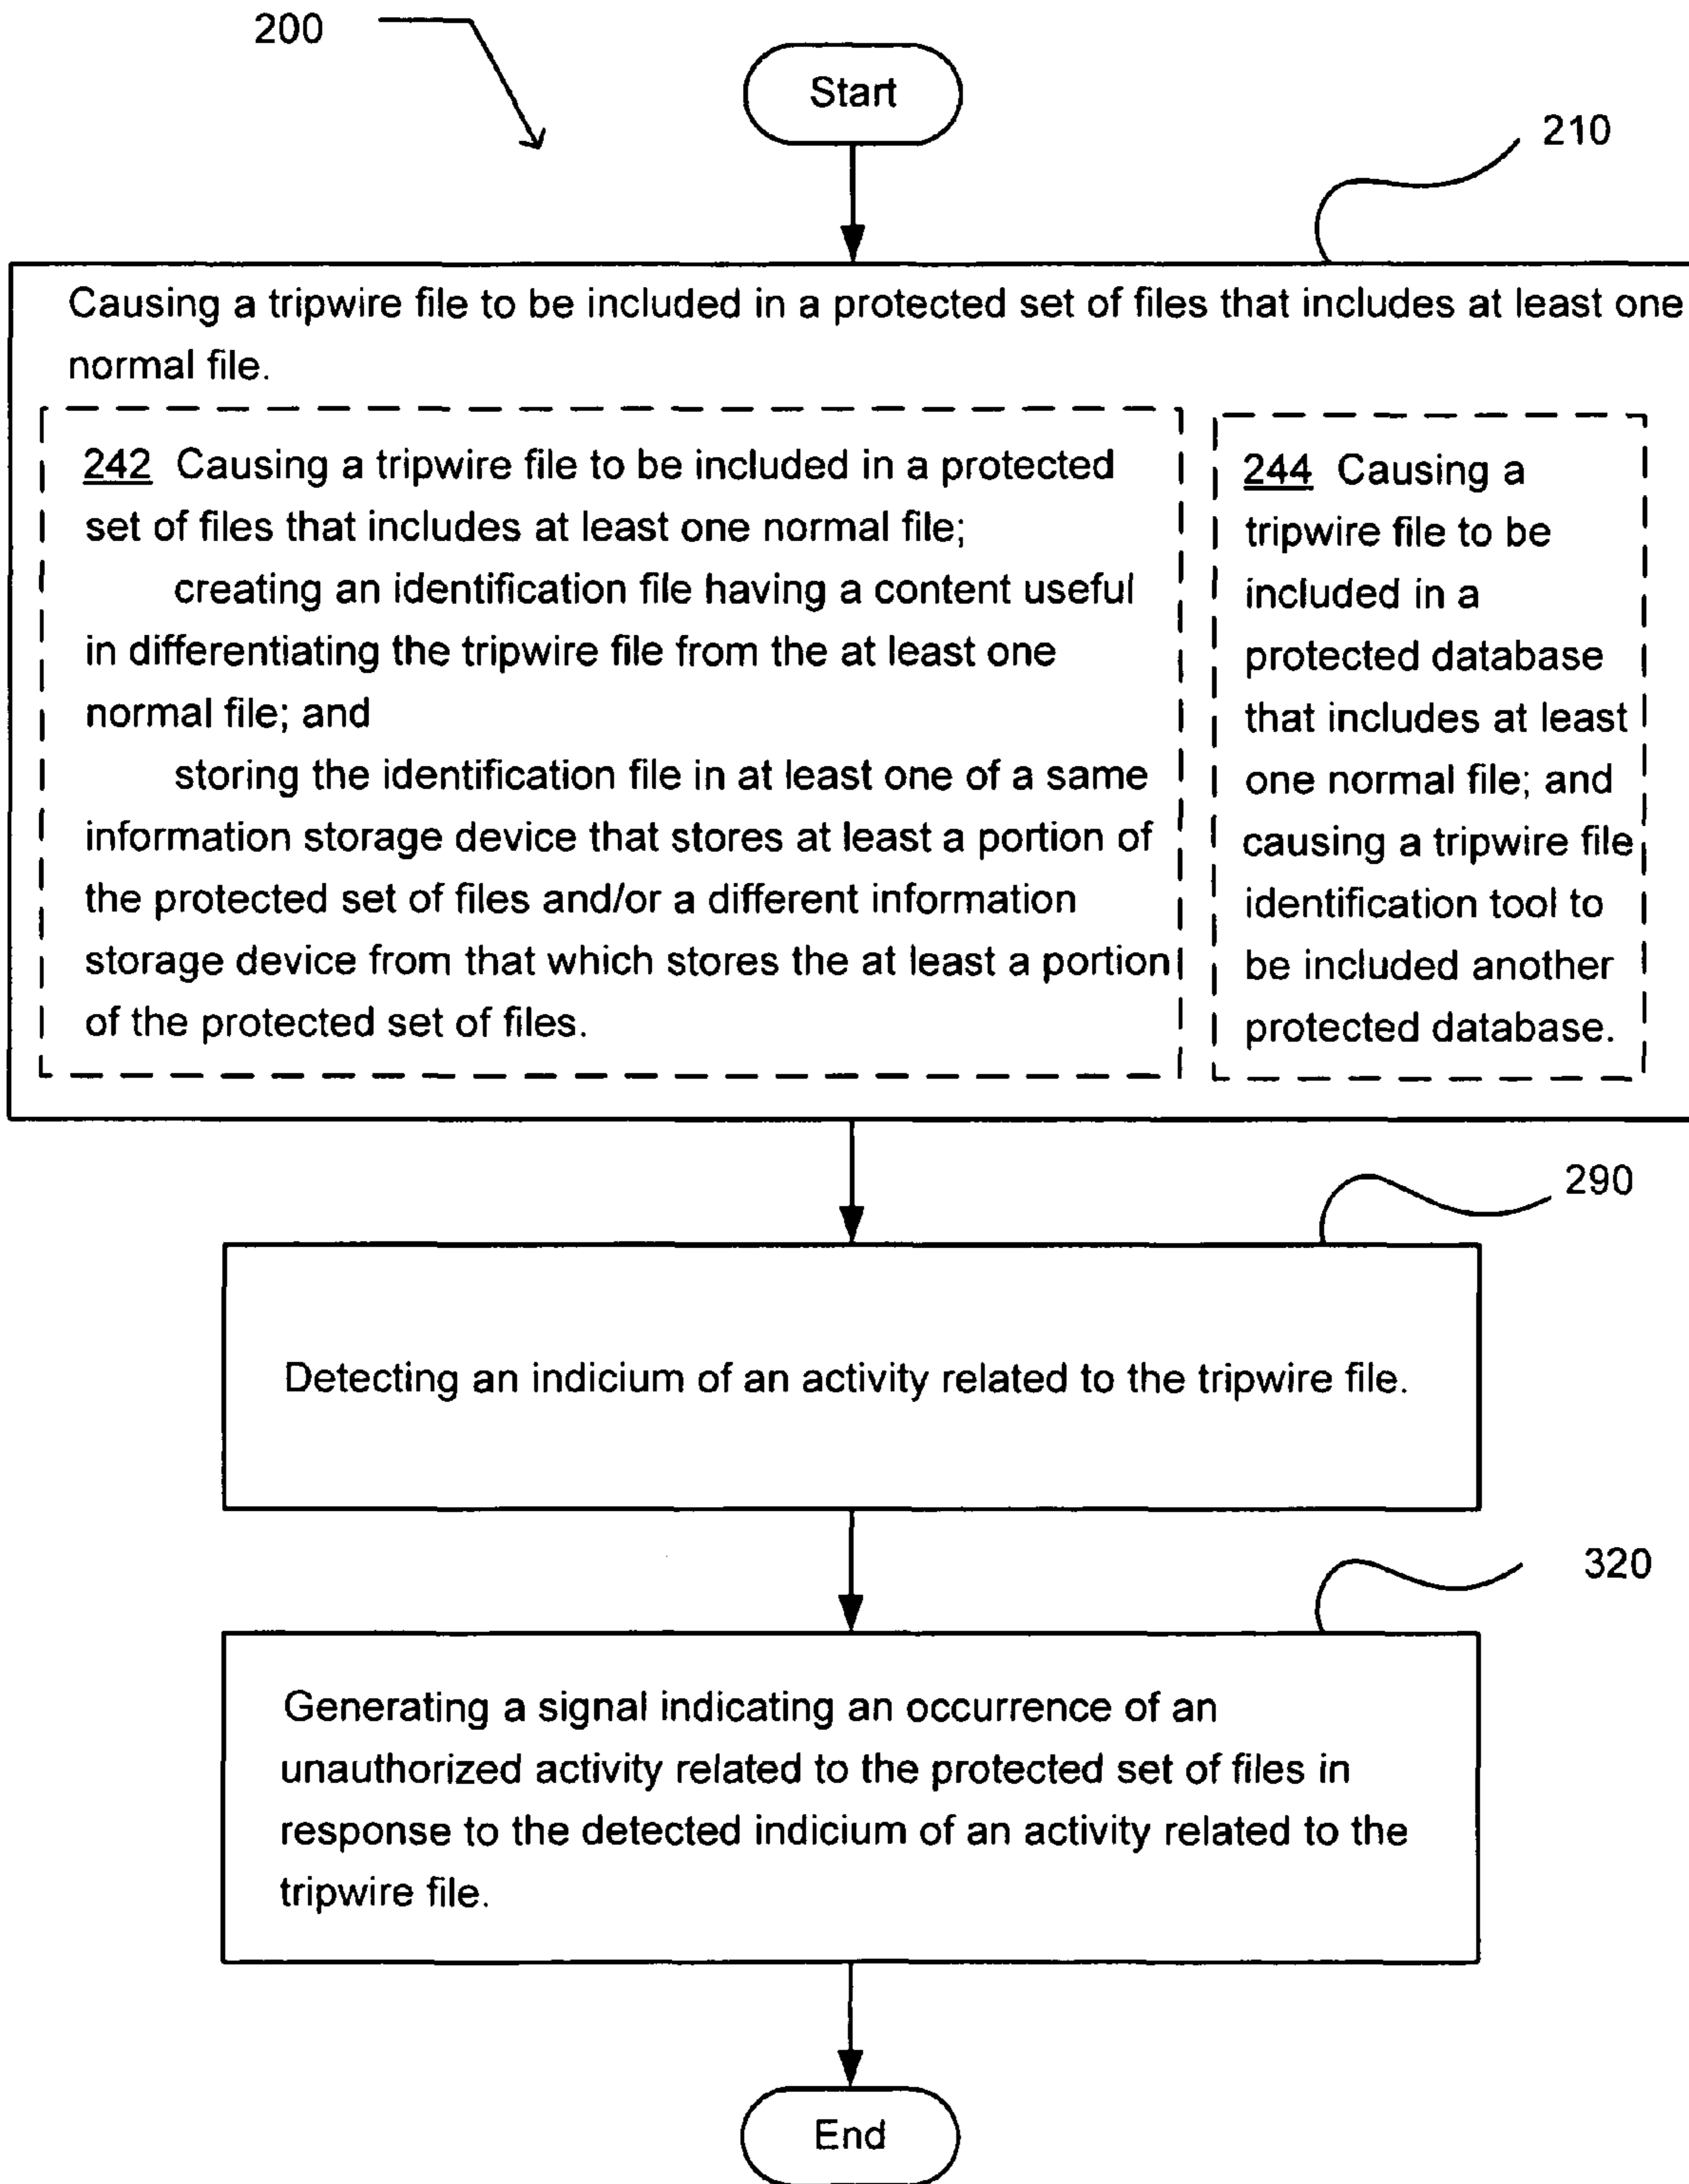 200
Start
210
Causing a tripwire file to be included in a protected set of files that includes at least one
normal file.
242 Causing a tripwire file to be included in a protected
set of files that includes at least one normal file;
creating an identification file having a content useful
in differentiating the tripwire file from the at least one
normal file; and
storing the identification file in at least one of a same
information storage device that stores at least a portion of
the protected set of files and/or a different information
storage device from that which stores the at least a portion
of the protected set of files.
244 Causing a
tripwire file to be
included in a
protected database
that includes at least
one normal file; and
causing a tripwire file
identification tool to
be included another
protected database.
290
Detecting an indicium of an activity related to the tripwire file.
320
Generating a signal indicating an occurrence of an
unauthorized activity related to the protected set of files in
response to the detected indicium of an activity related to the
tripwire file.
End